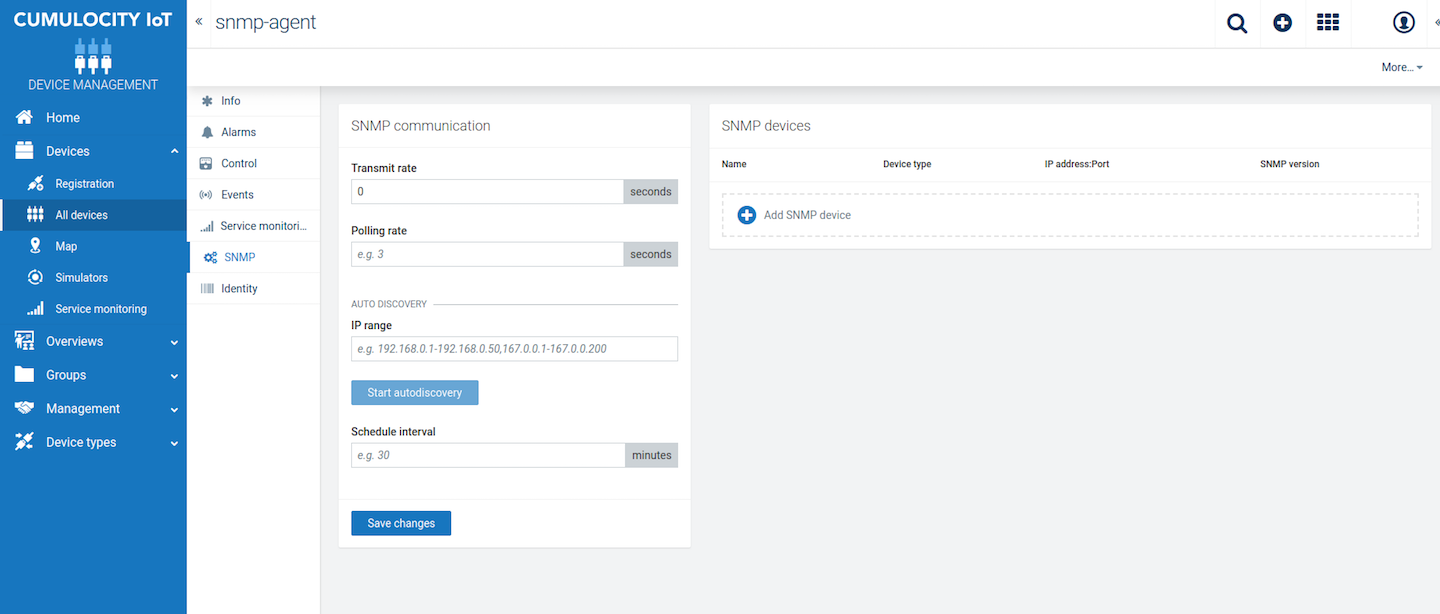 CUMULOCITY IoT
DEVICE MANAGEMENT
Home
Devices
Registration
All devices
Map
Simulators
Service monitoring
Overviews
Groups
Management
Device types
snmp-agent
More...
Info
Alarms
Control
Events
Service monitori...
SNMP
Identity
SNMP communication
Transmit rate
0 seconds
Polling rate
e.g. 3 seconds
AUTO DISCOVERY
IP range
e.g. 192.168.0.1-192.168.0.50,167.0.0.1-167.0.0.200
Start autodiscovery
Schedule interval
e.g. 30 minutes
Save changes
SNMP devices
Name Device type IP address:Port SNMP version
Add SNMP device